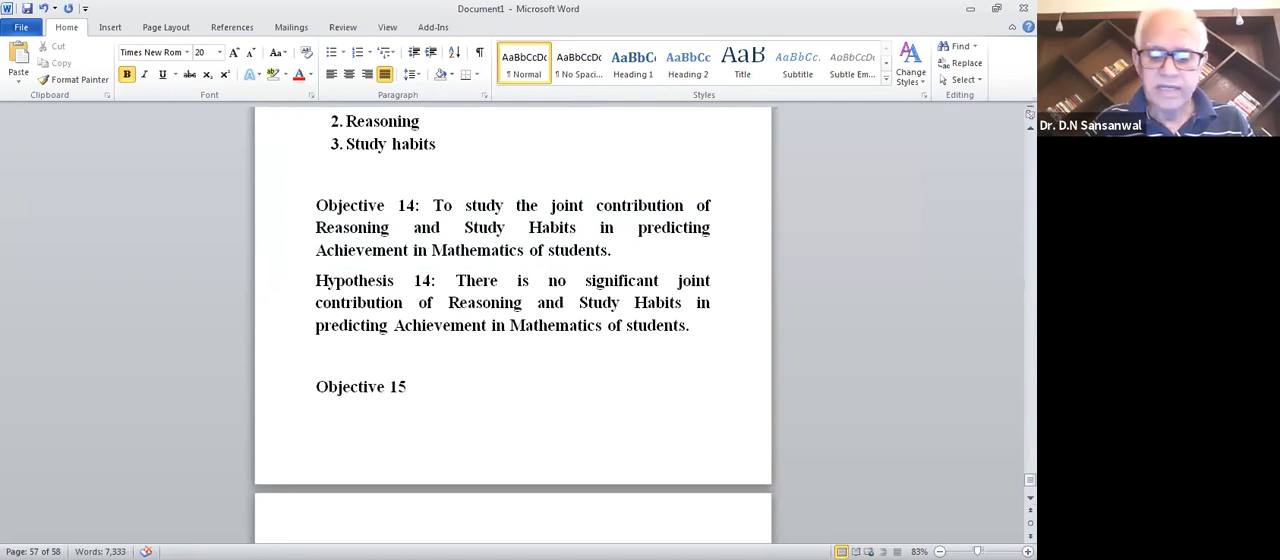 Document1 - Microsoft Word
File Home Insert Page Layout References Mailings Review View Add-Ins
Cut
Copy
Format Painter
Paste
Clipboard
Times New Rom 20
B I U abc x₂ x² A
Font
Paragraph
AaBbCcDc AaBbCcDc AaBbCc AaBbCc AaB AaBbCc. AaBbCcDc
¶ Normal ¶ No Spaci... Heading 1 Heading 2 Title Subtitle Subtle Em...
Change Styles
Styles
Find
Replace
Select
Editing
Dr. D.N Sansanwal
2. Reasoning
3. Study habits
Objective 14: To study the joint contribution of
Reasoning and Study Habits in predicting
Achievement in Mathematics of students.
Hypothesis 14: There is no significant joint
contribution of Reasoning and Study Habits in
predicting Achievement in Mathematics of students.
Objective 15
Page: 57 of 58 Words: 7,333 83%